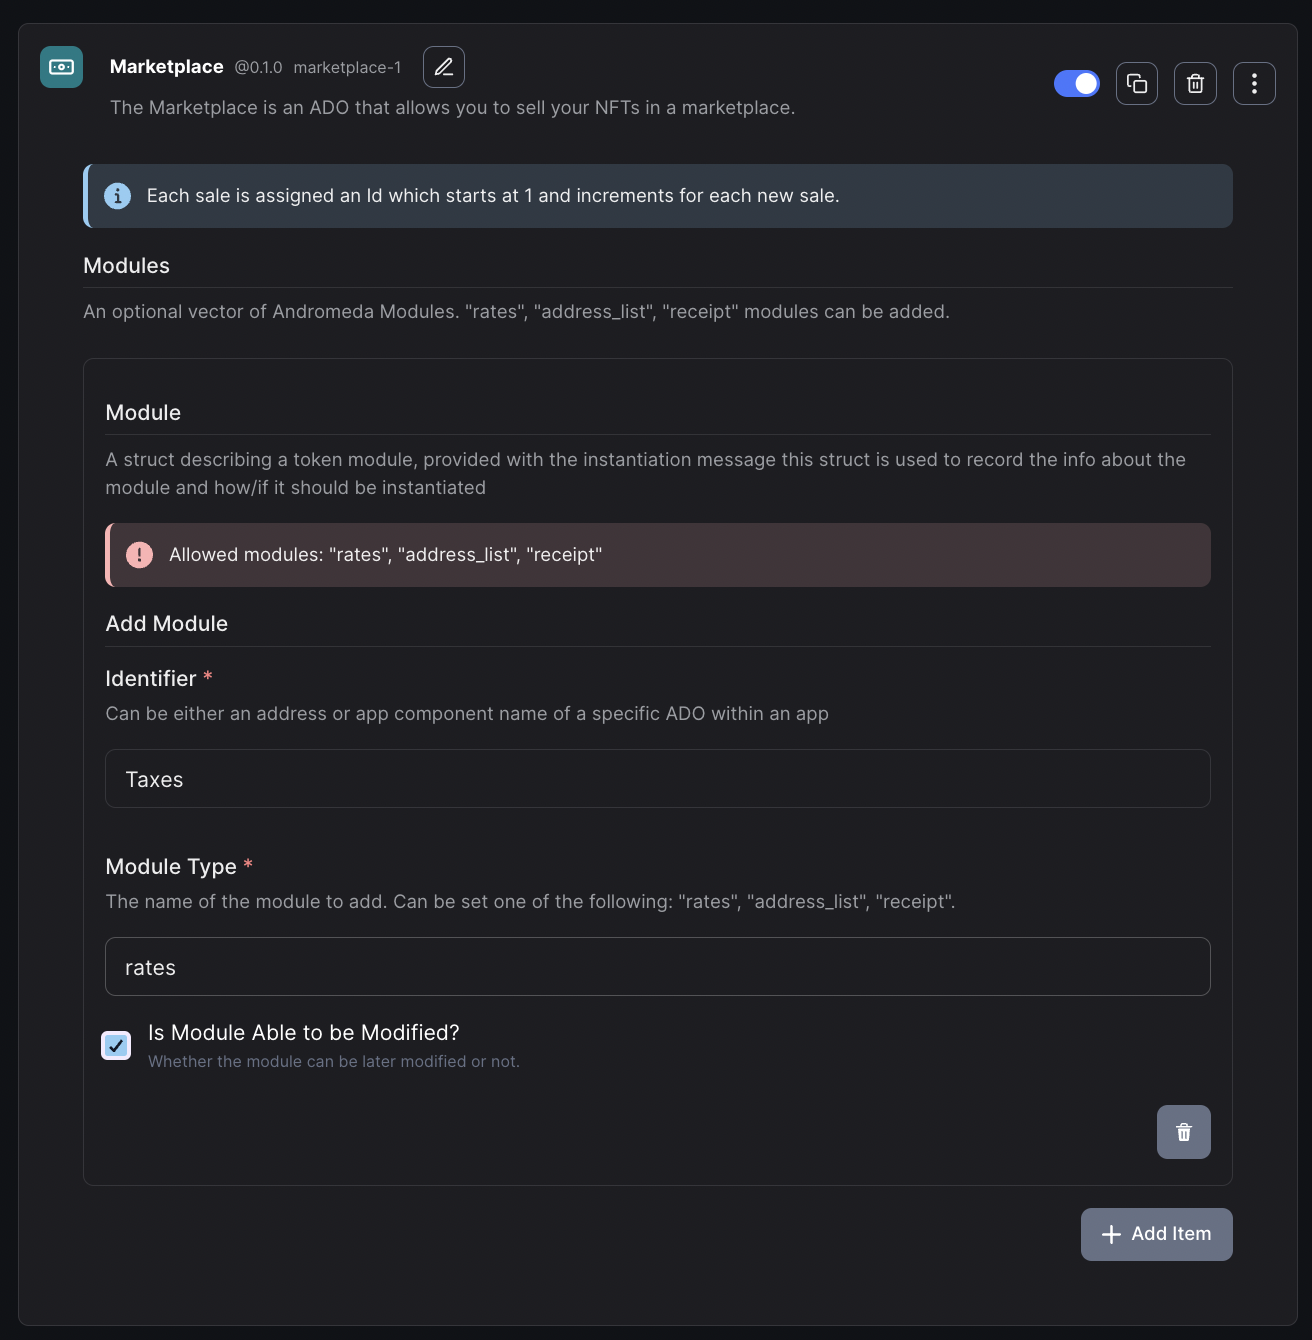 Marketplace @0.1.0 marketplace-1
The Marketplace is an ADO that allows you to sell your NFTs in a marketplace.
Each sale is assigned an Id which starts at 1 and increments for each new sale.
Modules
An optional vector of Andromeda Modules. "rates", "address_list", "receipt" modules can be added.
Module
A struct describing a token module, provided with the instantiation message this struct is used to record the info about the
module and how/if it should be instantiated
Allowed modules: "rates", "address_list", "receipt"
Add Module
Identifier *
Can be either an address or app component name of a specific ADO within an app
Taxes
Module Type *
The name of the module to add. Can be set one of the following: "rates", "address_list", "receipt".
rates
Is Module Able to be Modified?
Whether the module can be later modified or not.
Add Item